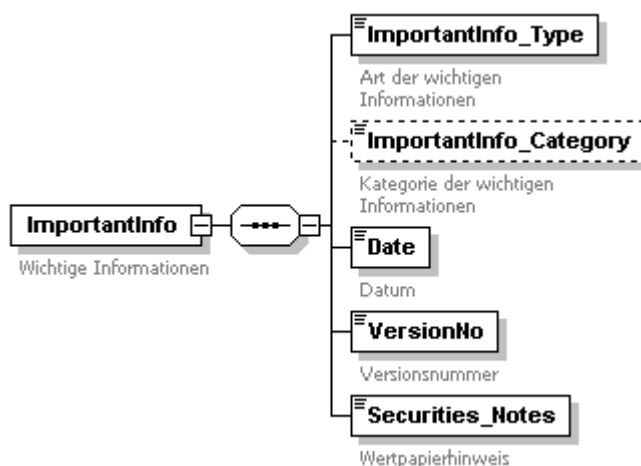 ImportantInfo_Type
Art der wichtigen
Informationen
ImportantInfo_Category
Kategorie der wichtigen
Informationen
ImportantInfo
Wichtige Informationen
Date
Datum
VersionNo
Versionsnummer
Securities_Notes
Wertpapierhinweis